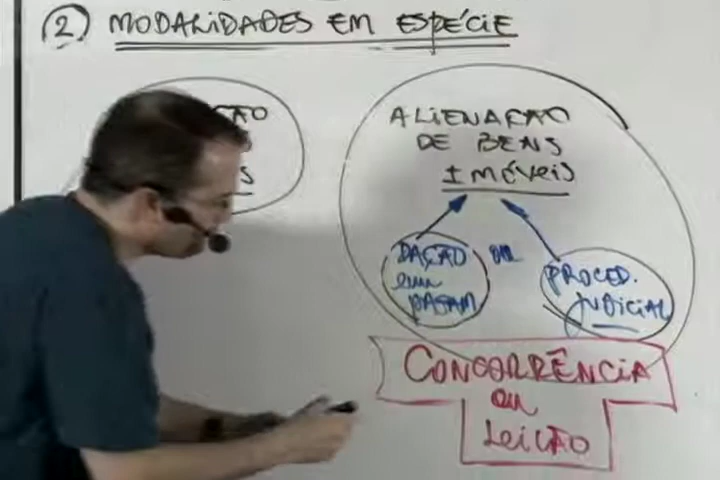 2 MODALIDADES EM ESPÉCIE
ALIENAÇÃO
DE BENS
IMÓVEIS
DAÇÃO
em
PAGAM
ou
PROCED.
JUDICIAL
CONCORRÊNCIA
ou
LEILÃO